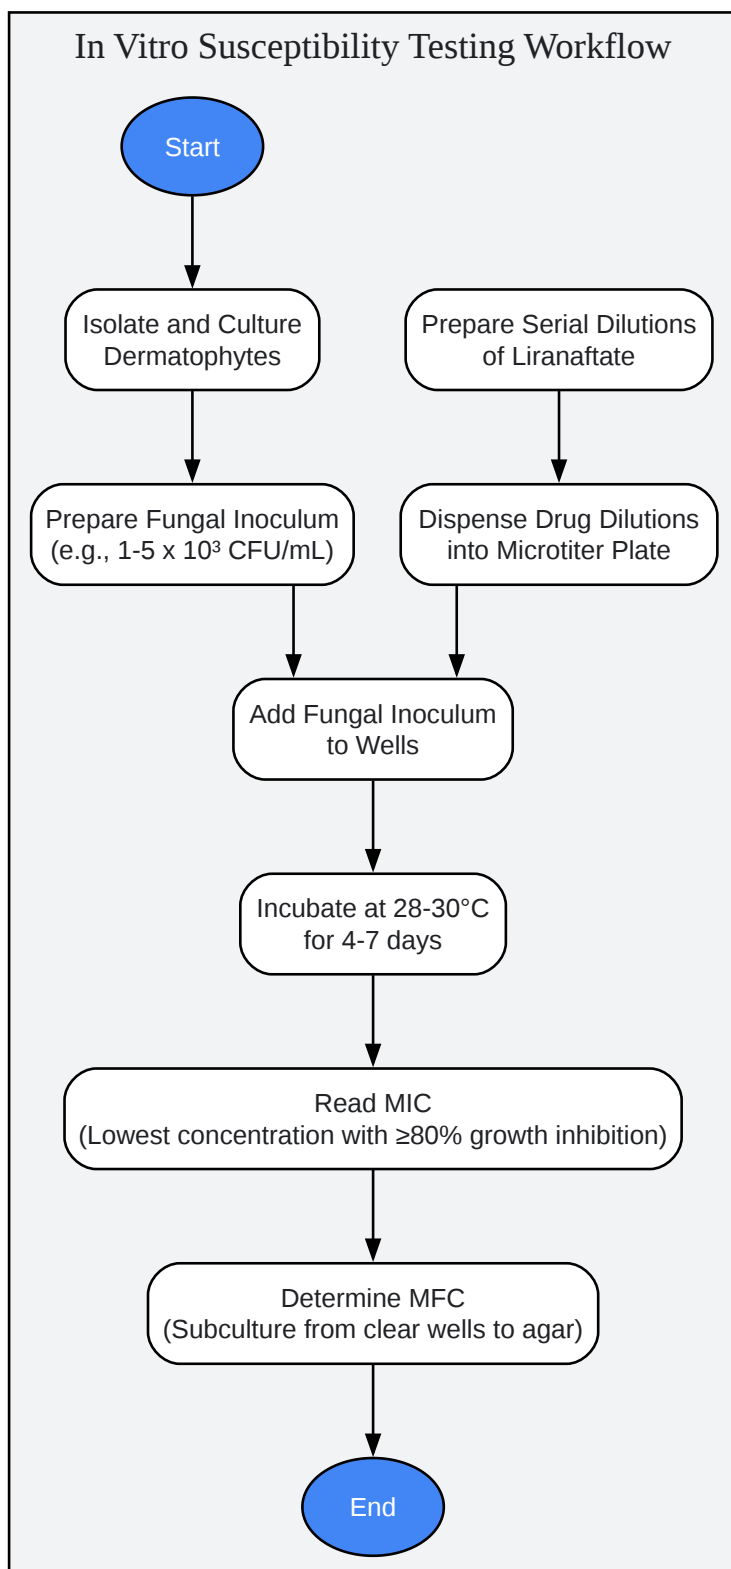 In Vitro Susceptibility Testing Workflow
Start
Isolate and Culture
Dermatophytes
Prepare Serial Dilutions
of Liranaftate
Prepare Fungal Inoculum
(e.g., 1-5 x 10³ CFU/mL)
Dispense Drug Dilutions
into Microtiter Plate
Add Fungal Inoculum
to Wells
Incubate at 28-30°C
for 4-7 days
Read MIC
(Lowest concentration with ≥80% growth inhibition)
Determine MFC
(Subculture from clear wells to agar)
End